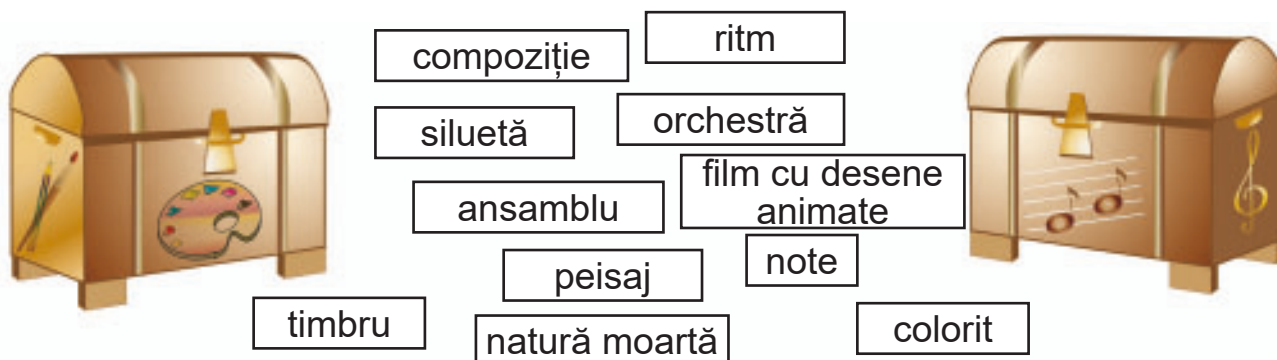 compoziție
ritm
siluetă
orchestră
film cu desene
animate
ansamblu
note
peisaj
timbru
natură moartă
colorit